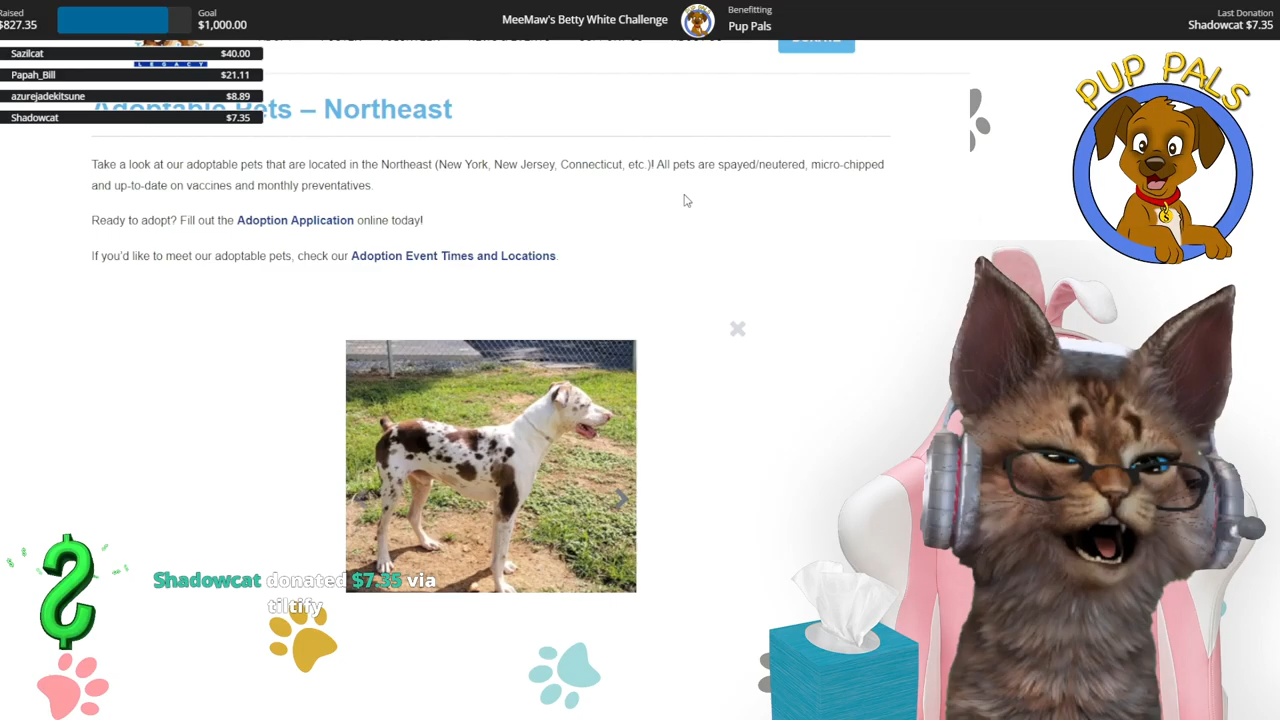 Raised
$827.35
Goal
$1,000.00
MeeMaw's Betty White Challenge
Benefitting
Pup Pals
Last Donation
Shadowcat $7.35
Sazilcat $40.00
Papah_Bill $21.11
azurejadekitsune $8.89
Shadowcat $7.35
LEGACY
DONATE
PUP PALS
Adoptable Pets – Northeast
Take a look at our adoptable pets that are located in the Northeast (New York, New Jersey, Connecticut, etc.)! All pets are spayed/neutered, micro-chipped
and up-to-date on vaccines and monthly preventatives.
Ready to adopt? Fill out the Adoption Application online today!
If you'd like to meet our adoptable pets, check our Adoption Event Times and Locations.
Shadowcat donated $7.35 via
tiltify